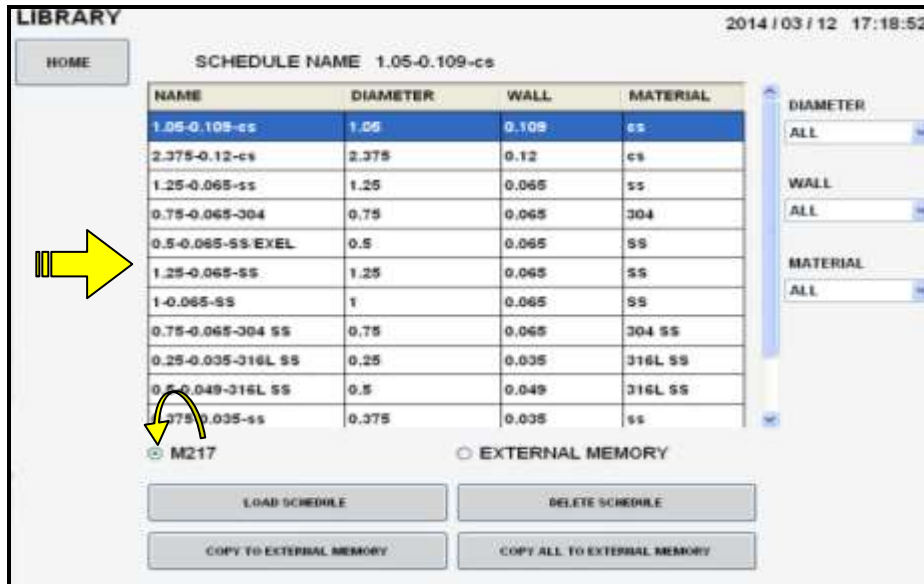 LIBRARY
2014 / 03 / 12 17:18:52
HOME
SCHEDULE NAME 1.05-0.109-cs
NAME DIAMETER WALL MATERIAL
1.05-0.109-cs 1.05 0.109 cs
2.375-0.12-cs 2.375 0.12 cs
1.25-0.065-ss 1.25 0.065 ss
0.75-0.065-304 0.75 0.065 304
0.5-0.065-SS EXEL 0.5 0.065 SS
1.25-0.065-SS 1.25 0.065 SS
1-0.065-SS 1 0.065 SS
0.75-0.065-304 SS 0.75 0.065 304 SS
0.25-0.035-316L SS 0.25 0.035 316L SS
0.5-0.049-316L SS 0.5 0.049 316L SS
0.375-0.035-ss 0.375 0.035 ss
DIAMETER
ALL
WALL
ALL
MATERIAL
ALL
M217 EXTERNAL MEMORY
LOAD SCHEDULE DELETE SCHEDULE
COPY TO EXTERNAL MEMORY COPY ALL TO EXTERNAL MEMORY